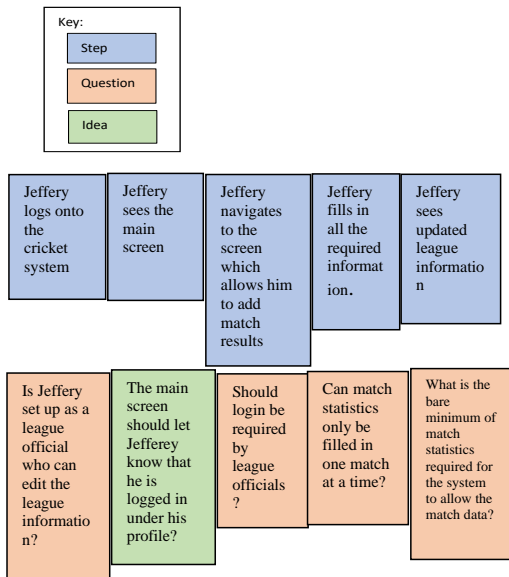 Key:
Step
Question
Idea
Jeffery
logs onto
the
cricket
system
Jeffery
sees the
main
screen
Jeffery
navigates
to the
screen
which
allows him
to add
match
results
Jeffery
fills in
all the
required
informat
ion.
Jeffery
sees
updated
league
informatio
n
Is Jeffery
set up as a
league
official
who can
edit the
league
informatio
n?
The main
screen
should let
Jefferey
know that
he is
logged in
under his
profile?
Should
login be
required
by
league
officials
?
Can match
statistics
only be
filled in
one match
at a time?
What is the
bare
minimum of
match
statistics
required for
the system
to allow the
match data?